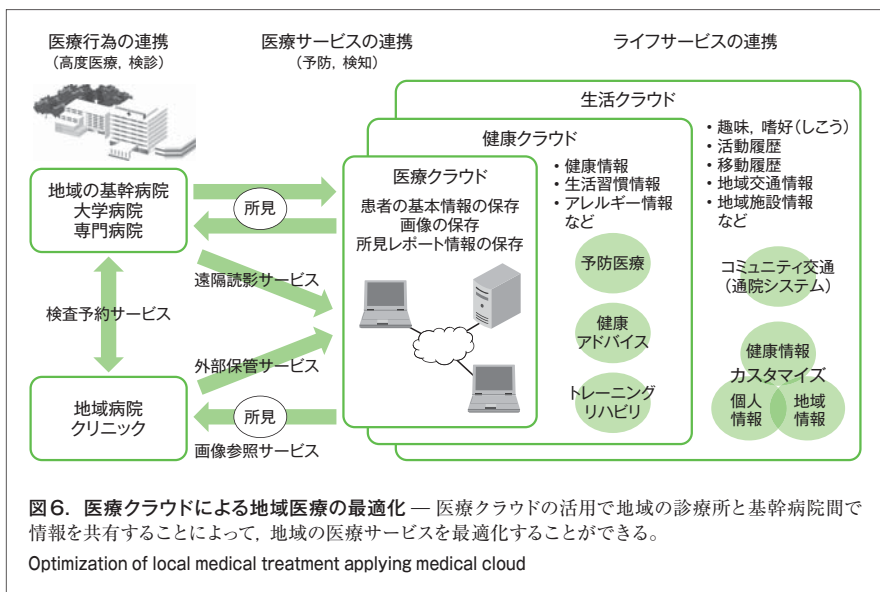 医療行為の連携
（高度医療，検診）
医療サービスの連携
（予防，検知）
ライフサービスの連携
生活クラウド
健康クラウド
医療クラウド
患者の基本情報の保存
画像の保存
所見レポート情報の保存
・健康情報
・生活習慣情報
・アレルギー情報
など
・趣味，嗜好（しこう）
・活動履歴
・移動履歴
・地域交通情報
・地域施設情報
など
地域の基幹病院
大学病院
専門病院
所見
遠隔読影サービス
検査予約サービス
外部保管サービス
地域病院
クリニック
所見
画像参照サービス
予防医療
健康
アドバイス
トレーニング
リハビリ
コミュニティ交通
（通院システム）
健康情報
カスタマイズ
個人
情報
地域
情報
図6．医療クラウドによる地域医療の最適化 ― 医療クラウドの活用で地域の診療所と基幹病院間で
情報を共有することによって，地域の医療サービスを最適化することができる。
Optimization of local medical treatment applying medical cloud